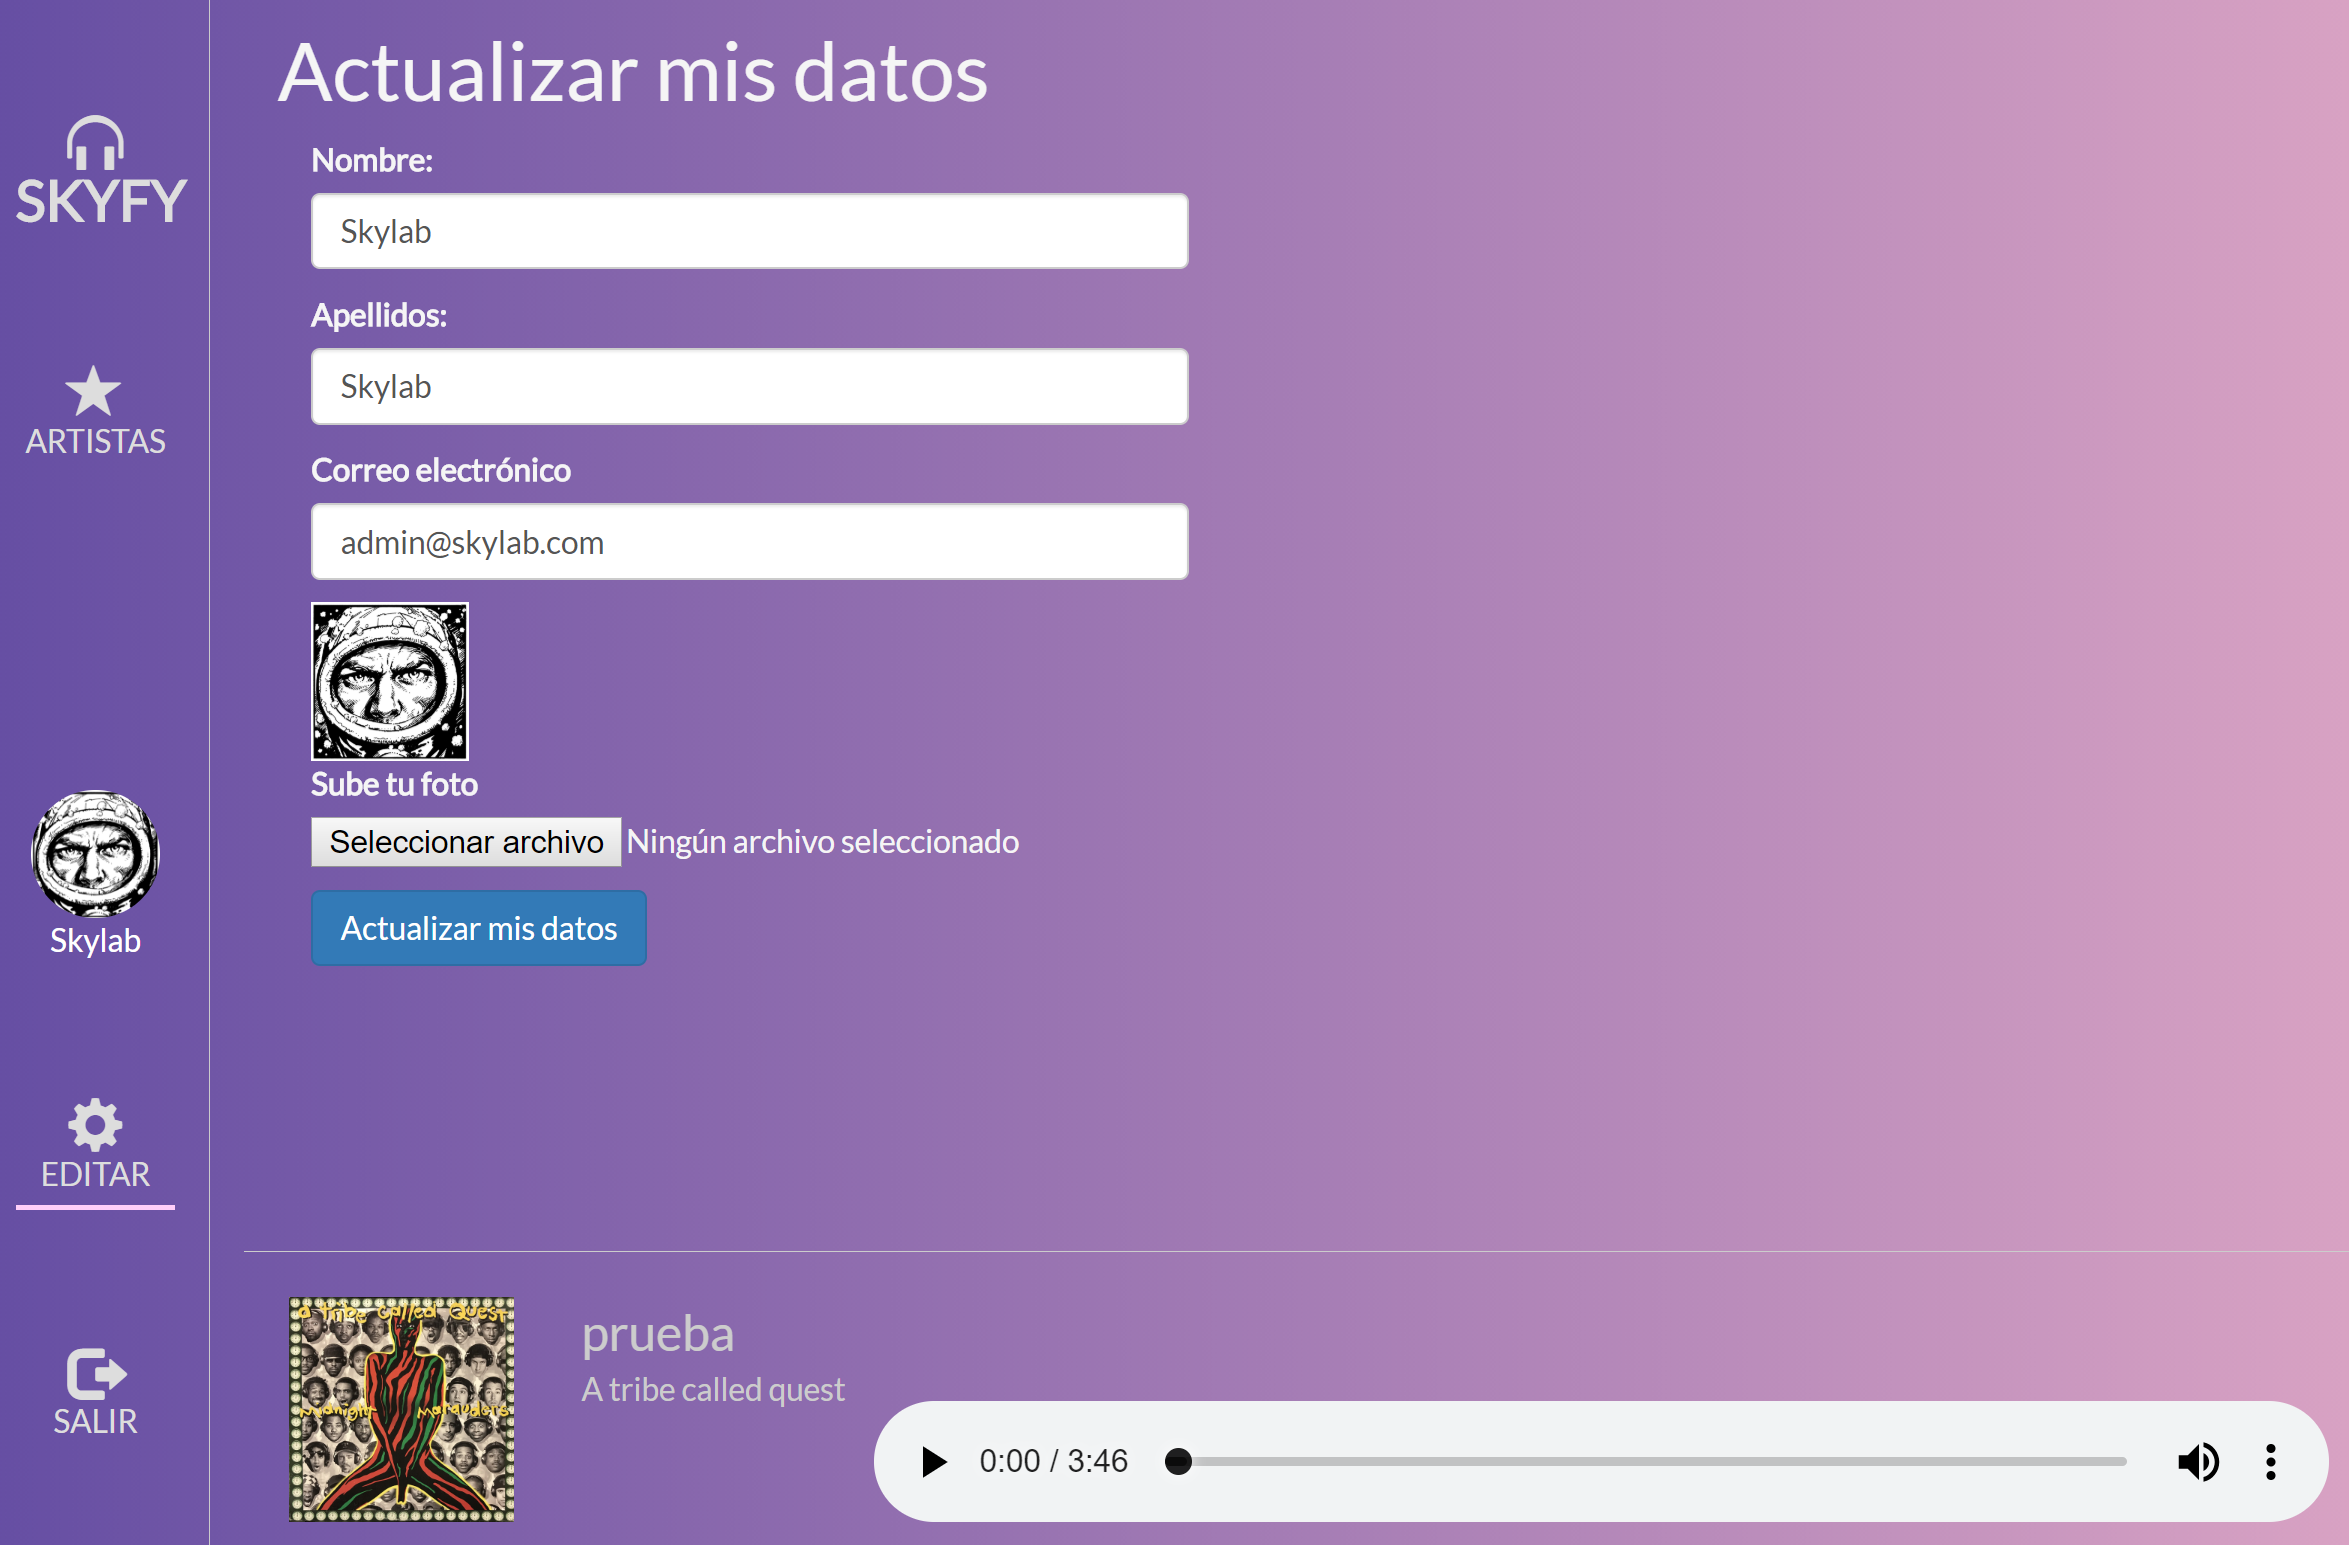 SKYFY
ARTISTAS
Skylab
EDITAR
SALIR
Actualizar mis datos
Nombre:
Skylab
Apellidos:
Skylab
Correo electrónico
admin@skylab.com
Sube tu foto
Seleccionar archivo Ningún archivo seleccionado
Actualizar mis datos
a tribe called Quest
midnight marauders
prueba
A tribe called quest
0:00 / 3:46